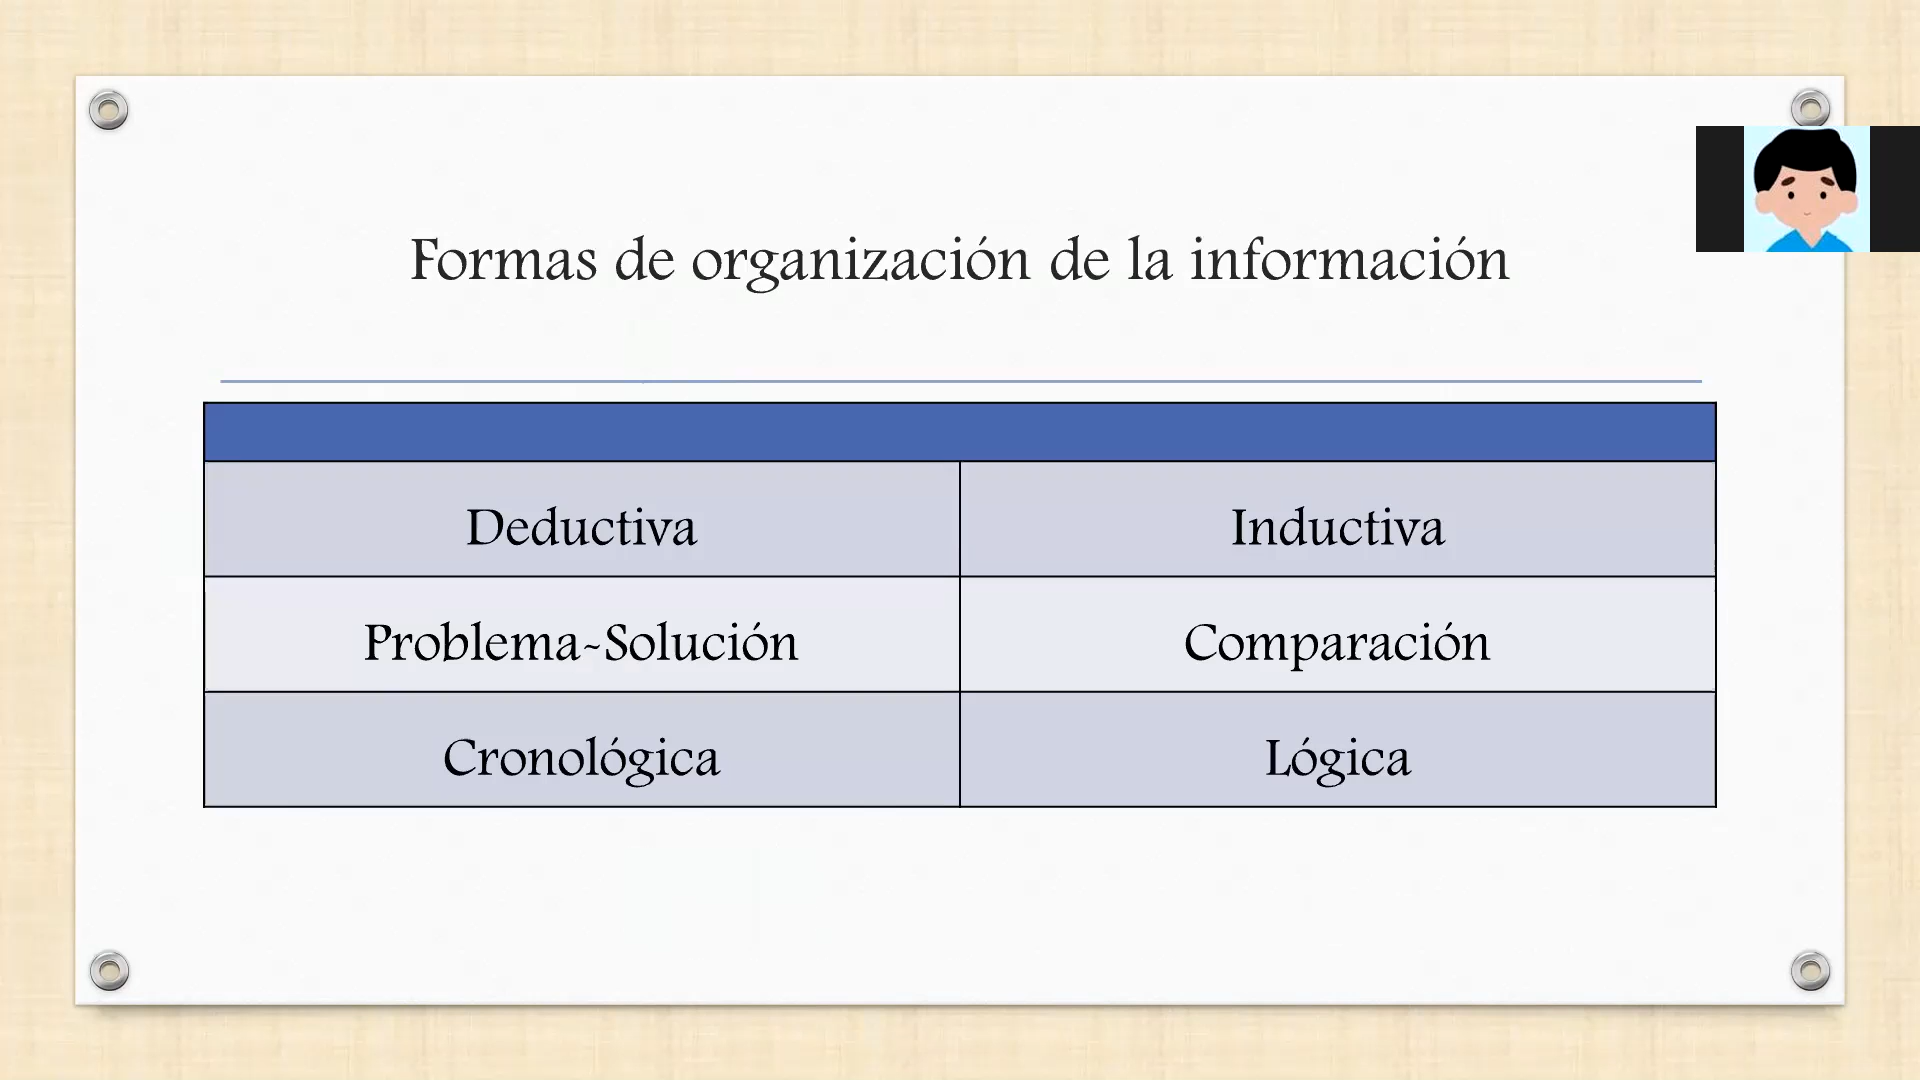 Formas de organización de la información
Deductiva
Inductiva
Problema-Solución
Comparación
Cronológica
Lógica